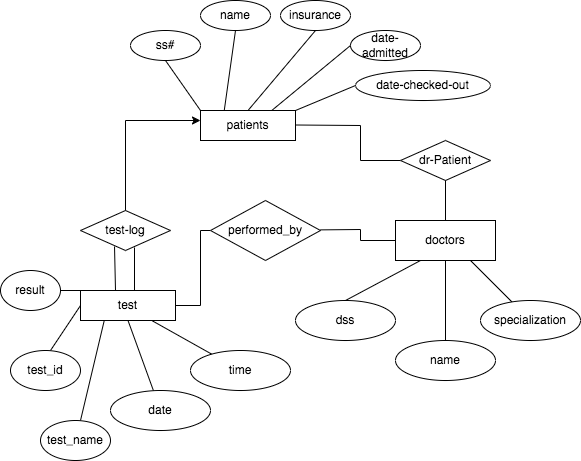 name
insurance
ss#
date-
admitted
date-checked-out
patients
dr-Patient
test-log
performed_by
doctors
result
test
dss
specialization
name
test_id
time
date
test_name